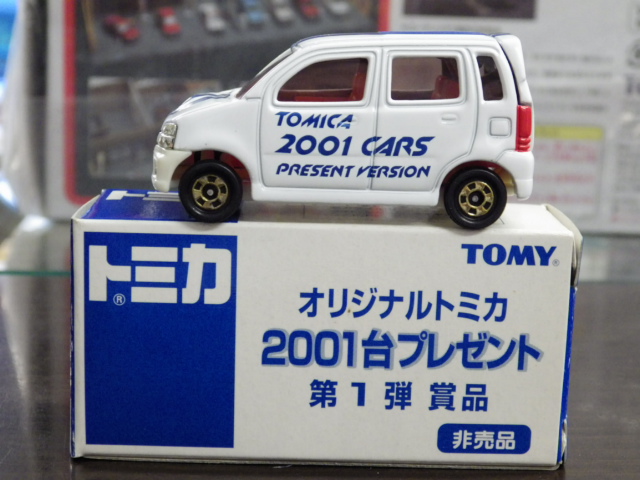 TOMICA
2001 CARS
PRESENT VERSION
トミカ®
TOMY®
オリジナルトミカ
2001台プレゼント
第1弾 賞品
非売品